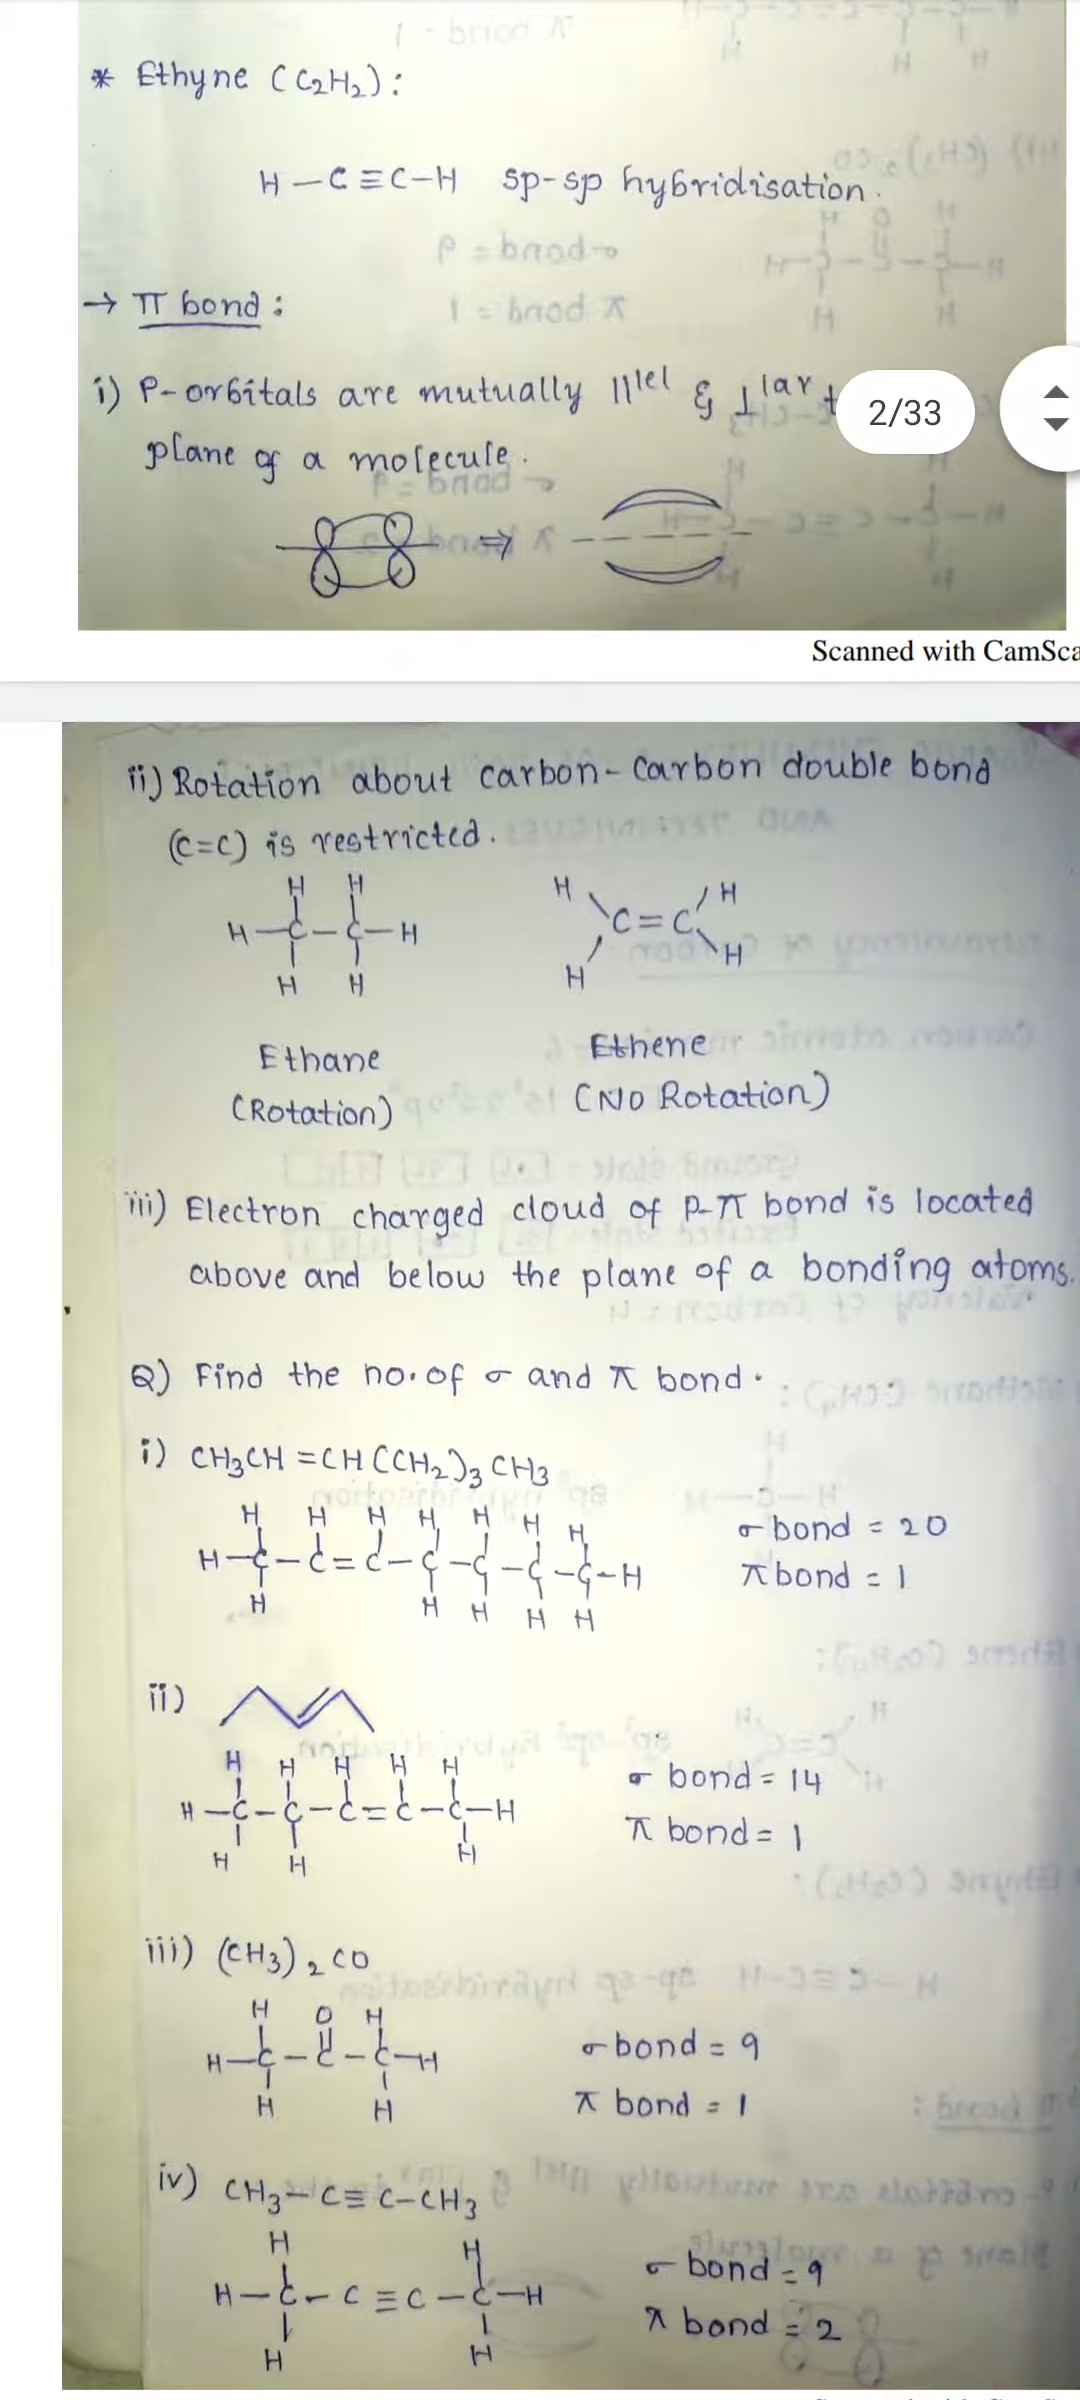 * Ethyne (C₂H₂):
H-C≡C-H sp-sp hybridisation.
→ π bond:
i) P-orbitals are mutually ||lel & ⊥lar t
plane of a molecule.
2/33
Scanned with CamSca
ii) Rotation about carbon-carbon double bond
(C=C) is restricted.
H H
H-C-C-H
H H
H H
C=C
H H
Ethane
Ethene
(Rotation)
(NO Rotation)
iii) Electron charged cloud of p-π bond is located
above and below the plane of a bonding atoms.
Q) Find the no. of σ and π bond.
i) CH₃CH=CH(CH₂)₃CH₃
H H H H H H H
H-C-C=C-C-C-C-C-H
H H H H H
σ bond = 20
π bond = 1
ii)
H H H H H
H-C-C-C=C-C-H
H H H
σ bond = 14
π bond = 1
iii) (CH₃)₂CO
H O H
H-C-C-C-H
H H
σ bond = 9
π bond = 1
iv) CH₃-C≡C-CH₃
H H
H-C-C≡C-C-H
H H
σ bond = 9
π bond = 2